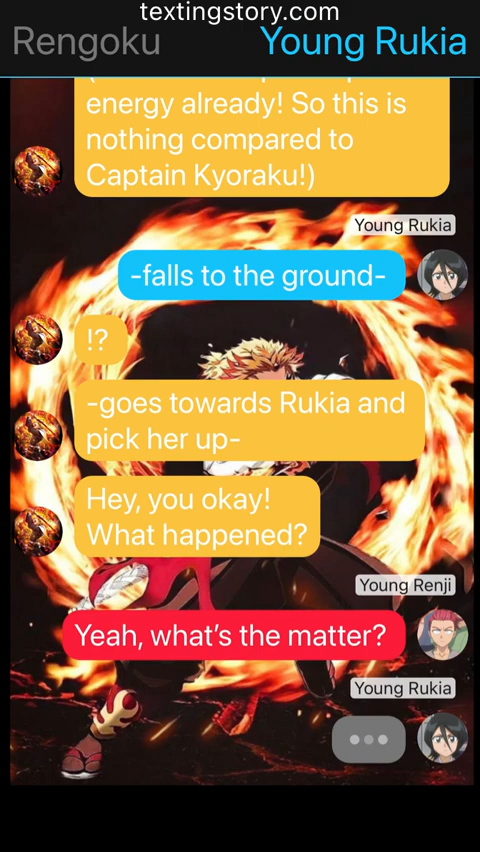 textingstory.com
Rengoku
Young Rukia
energy already! So this is
nothing compared to
Captain Kyoraku!)
Young Rukia
-falls to the ground-
!?
-goes towards Rukia and
pick her up-
Hey, you okay!
What happened?
Young Renji
Yeah, what’s the matter?
Young Rukia